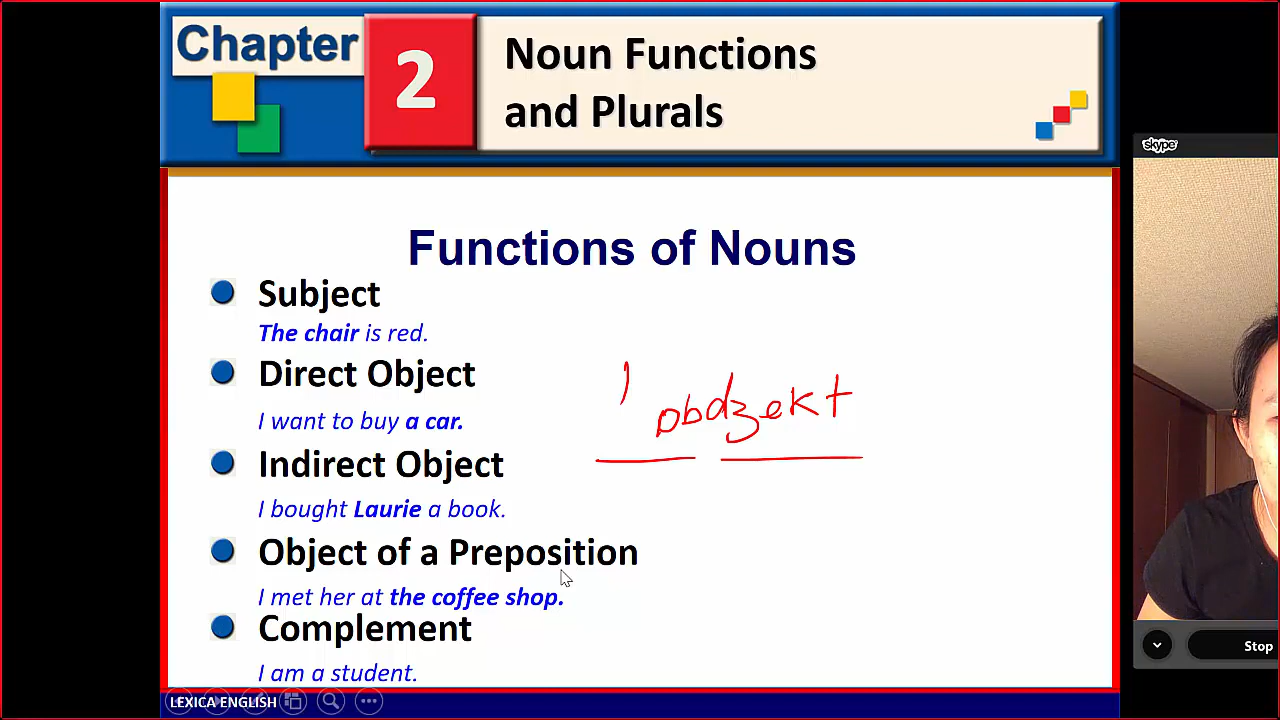 Chapter 2
Noun Functions
and Plurals
skype
Functions of Nouns
Subject
The chair is red.
Direct Object
I want to buy a car.
obdzekt
Indirect Object
I bought Laurie a book.
Object of a Preposition
I met her at the coffee shop.
Complement
I am a student.
Stop
LEXICA ENGLISH